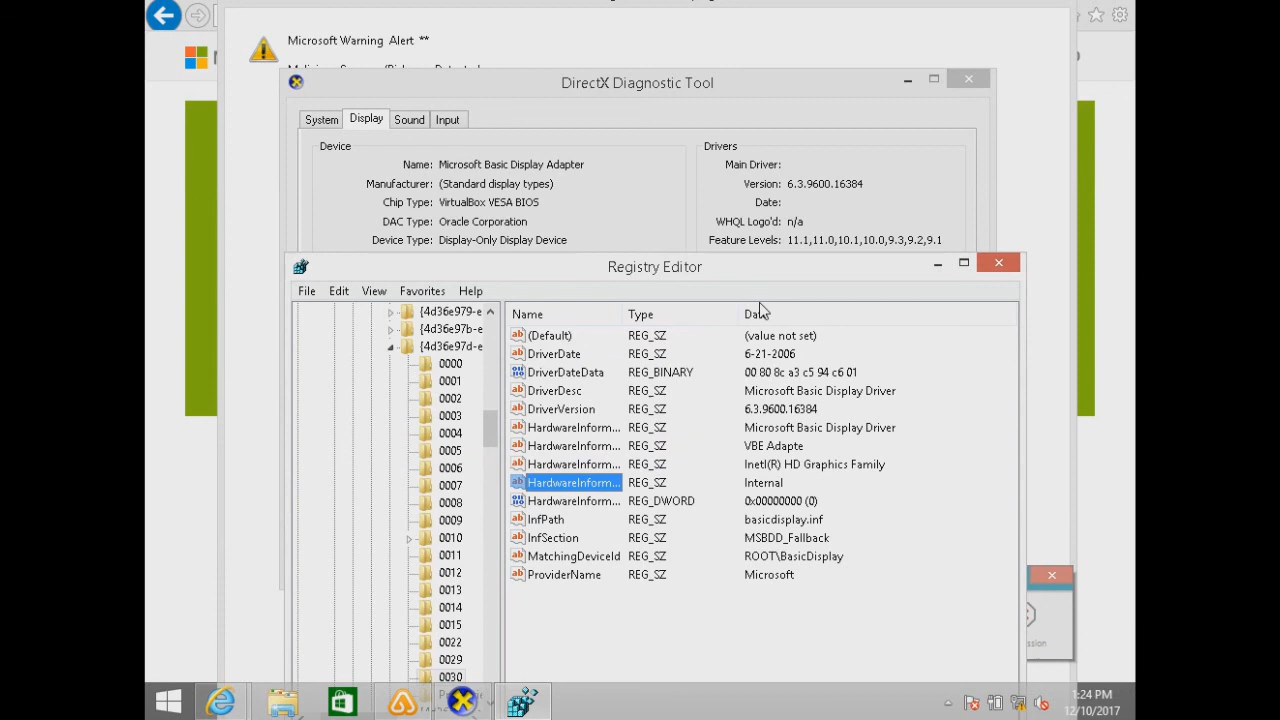 Microsoft Warning Alert **
DirectX Diagnostic Tool
System Display Sound Input
Device
Name: Microsoft Basic Display Adapter
Manufacturer: (Standard display types)
Chip Type: VirtualBox VESA BIOS
DAC Type: Oracle Corporation
Device Type: Display-Only Display Device
Drivers
Main Driver:
Version: 6.3.9600.16384
Date:
WHQL Logo'd: n/a
Feature Levels: 11.1,11.0,10.1,10.0,9.3,9.2,9.1
Registry Editor
File Edit View Favorites Help
{4d36e979-e
{4d36e97b-e
{4d36e97d-e
0000
0001
0002
0003
0004
0005
0006
0007
0008
0009
0010
0011
0012
0013
0014
0015
0022
0029
0030
Name Type Data
(Default) REG_SZ (value not set)
DriverDate REG_SZ 6-21-2006
DriverDateData REG_BINARY 00 80 8c a3 c5 94 c6 01
DriverDesc REG_SZ Microsoft Basic Display Driver
DriverVersion REG_SZ 6.3.9600.16384
HardwareInform... REG_SZ Microsoft Basic Display Driver
HardwareInform... REG_SZ VBE Adapte
HardwareInform... REG_SZ Inetl(R) HD Graphics Family
HardwareInform... REG_SZ Internal
HardwareInform... REG_DWORD 0x00000000 (0)
InfPath REG_SZ basicdisplay.inf
InfSection REG_SZ MSBDD_Fallback
MatchingDeviceId REG_SZ ROOT\BasicDisplay
ProviderName REG_SZ Microsoft
ssion
1:24 PM
12/10/2017